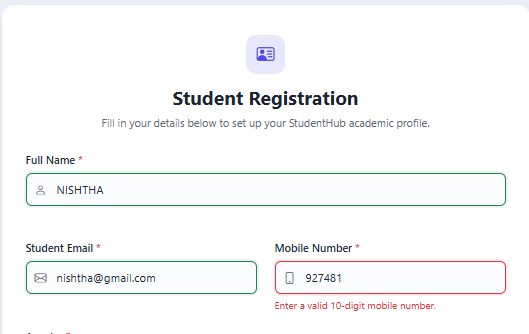 Student Registration
Fill in your details below to set up your StudentHub academic profile.
Full Name *
NISHTHA
Student Email *
Mobile Number *
nishtha@gmail.com
927481
Enter a valid 10-digit mobile number.